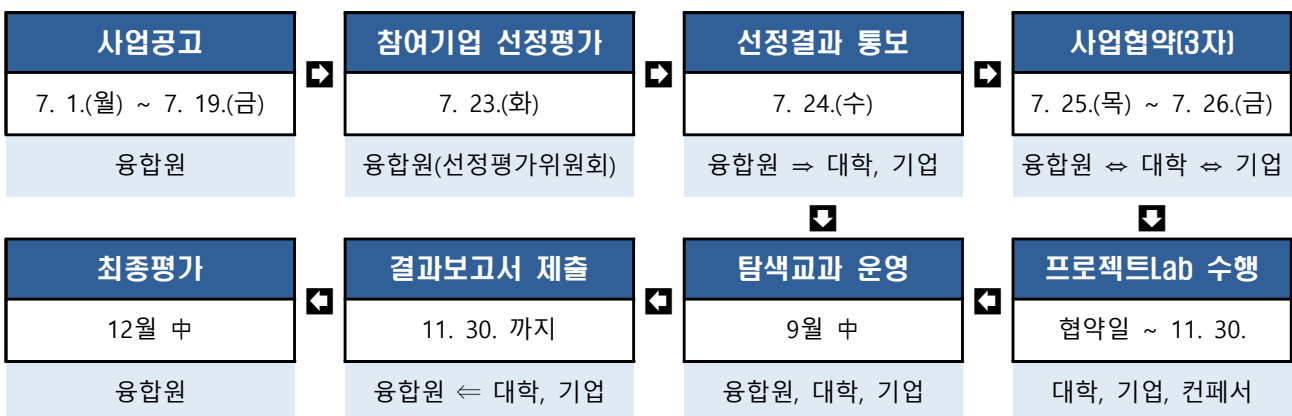 사업공고
7. 1.(월) ~ 7. 19.(금)
융합원
참여기업 선정평가
7. 23.(화)
융합원(선정평가위원회)
선정결과 통보
7. 24.(수)
융합원 ⇒ 대학, 기업
사업협약(3자)
7. 25.(목) ~ 7. 26.(금)
융합원 ⇔ 대학 ⇔ 기업
최종평가
12월 中
융합원
결과보고서 제출
11. 30. 까지
융합원 ⇐ 대학, 기업
탐색교과 운영
9월 中
융합원, 대학, 기업
프로젝트Lab 수행
협약일 ~ 11. 30.
대학, 기업, 컨페서